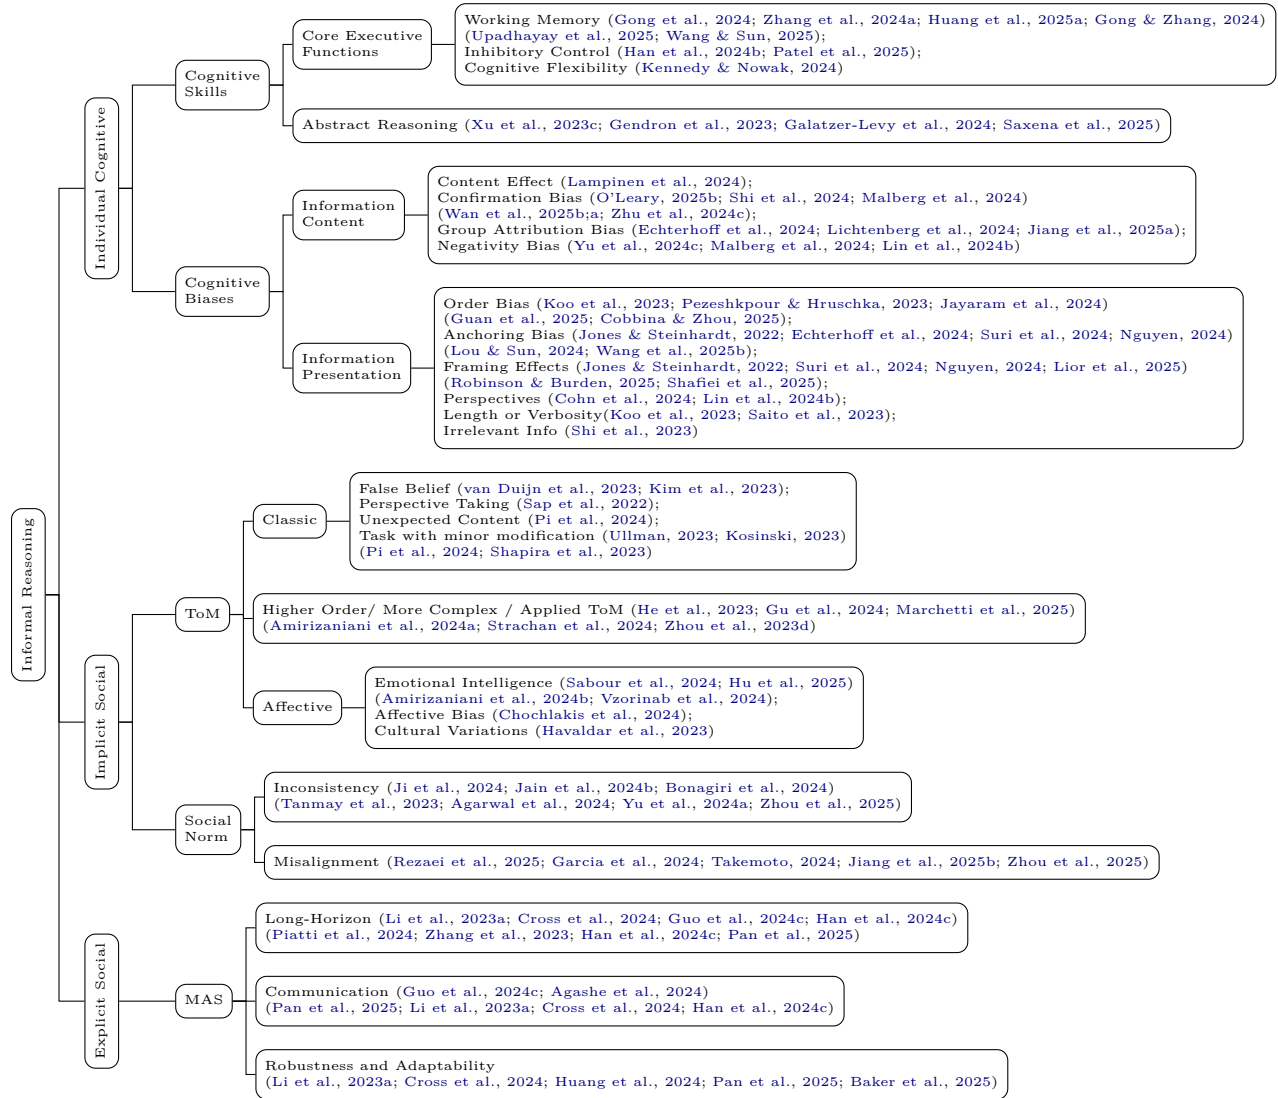 Informal Reasoning
Individual Cognitive
Cognitive
Skills
Core Executive
Functions
Working Memory (Gong et al., 2024; Zhang et al., 2024a; Huang et al., 2025a; Gong & Zhang, 2024)
(Upadhayay et al., 2025; Wang & Sun, 2025);
Inhibitory Control (Han et al., 2024b; Patel et al., 2025);
Cognitive Flexibility (Kennedy & Nowak, 2024)
Abstract Reasoning (Xu et al., 2023c; Gendron et al., 2023; Galatzer-Levy et al., 2024; Saxena et al., 2025)
Cognitive
Biases
Information
Content
Content Effect (Lampinen et al., 2024);
Confirmation Bias (O'Leary, 2025b; Shi et al., 2024; Malberg et al., 2024)
(Wan et al., 2025b;a; Zhu et al., 2024c);
Group Attribution Bias (Echterhoff et al., 2024; Lichtenberg et al., 2024; Jiang et al., 2025a);
Negativity Bias (Yu et al., 2024c; Malberg et al., 2024; Lin et al., 2024b)
Information
Presentation
Order Bias (Koo et al., 2023; Pezeshkpour & Hruschka, 2023; Jayaram et al., 2024)
(Guan et al., 2025; Cobbina & Zhou, 2025);
Anchoring Bias (Jones & Steinhardt, 2022; Echterhoff et al., 2024; Suri et al., 2024; Nguyen, 2024)
(Lou & Sun, 2024; Wang et al., 2025b);
Framing Effects (Jones & Steinhardt, 2022; Suri et al., 2024; Nguyen, 2024; Lior et al., 2025)
(Robinson & Burden, 2025; Shafiei et al., 2025);
Perspectives (Cohn et al., 2024; Lin et al., 2024b);
Length or Verbosity(Koo et al., 2023; Saito et al., 2023);
Irrelevant Info (Shi et al., 2023)
Implicit Social
ToM
Classic
False Belief (van Duijn et al., 2023; Kim et al., 2023);
Perspective Taking (Sap et al., 2022);
Unexpected Content (Pi et al., 2024);
Task with minor modification (Ullman, 2023; Kosinski, 2023)
(Pi et al., 2024; Shapira et al., 2023)
Higher Order/ More Complex / Applied ToM (He et al., 2023; Gu et al., 2024; Marchetti et al., 2025)
(Amirizaniani et al., 2024a; Strachan et al., 2024; Zhou et al., 2023d)
Affective
Emotional Intelligence (Sabour et al., 2024; Hu et al., 2025)
(Amirizaniani et al., 2024b; Vzorinab et al., 2024);
Affective Bias (Chochlakis et al., 2024);
Cultural Variations (Havaldar et al., 2023)
Social
Norm
Inconsistency (Ji et al., 2024; Jain et al., 2024b; Bonagiri et al., 2024)
(Tanmay et al., 2023; Agarwal et al., 2024; Yu et al., 2024a; Zhou et al., 2025)
Misalignment (Rezaei et al., 2025; Garcia et al., 2024; Takemoto, 2024; Jiang et al., 2025b; Zhou et al., 2025)
Explicit Social
MAS
Long-Horizon (Li et al., 2023a; Cross et al., 2024; Guo et al., 2024c; Han et al., 2024c)
(Piatti et al., 2024; Zhang et al., 2023; Han et al., 2024c; Pan et al., 2025)
Communication (Guo et al., 2024c; Agashe et al., 2024)
(Pan et al., 2025; Li et al., 2023a; Cross et al., 2024; Han et al., 2024c)
Robustness and Adaptability
(Li et al., 2023a; Cross et al., 2024; Huang et al., 2024; Pan et al., 2025; Baker et al., 2025)